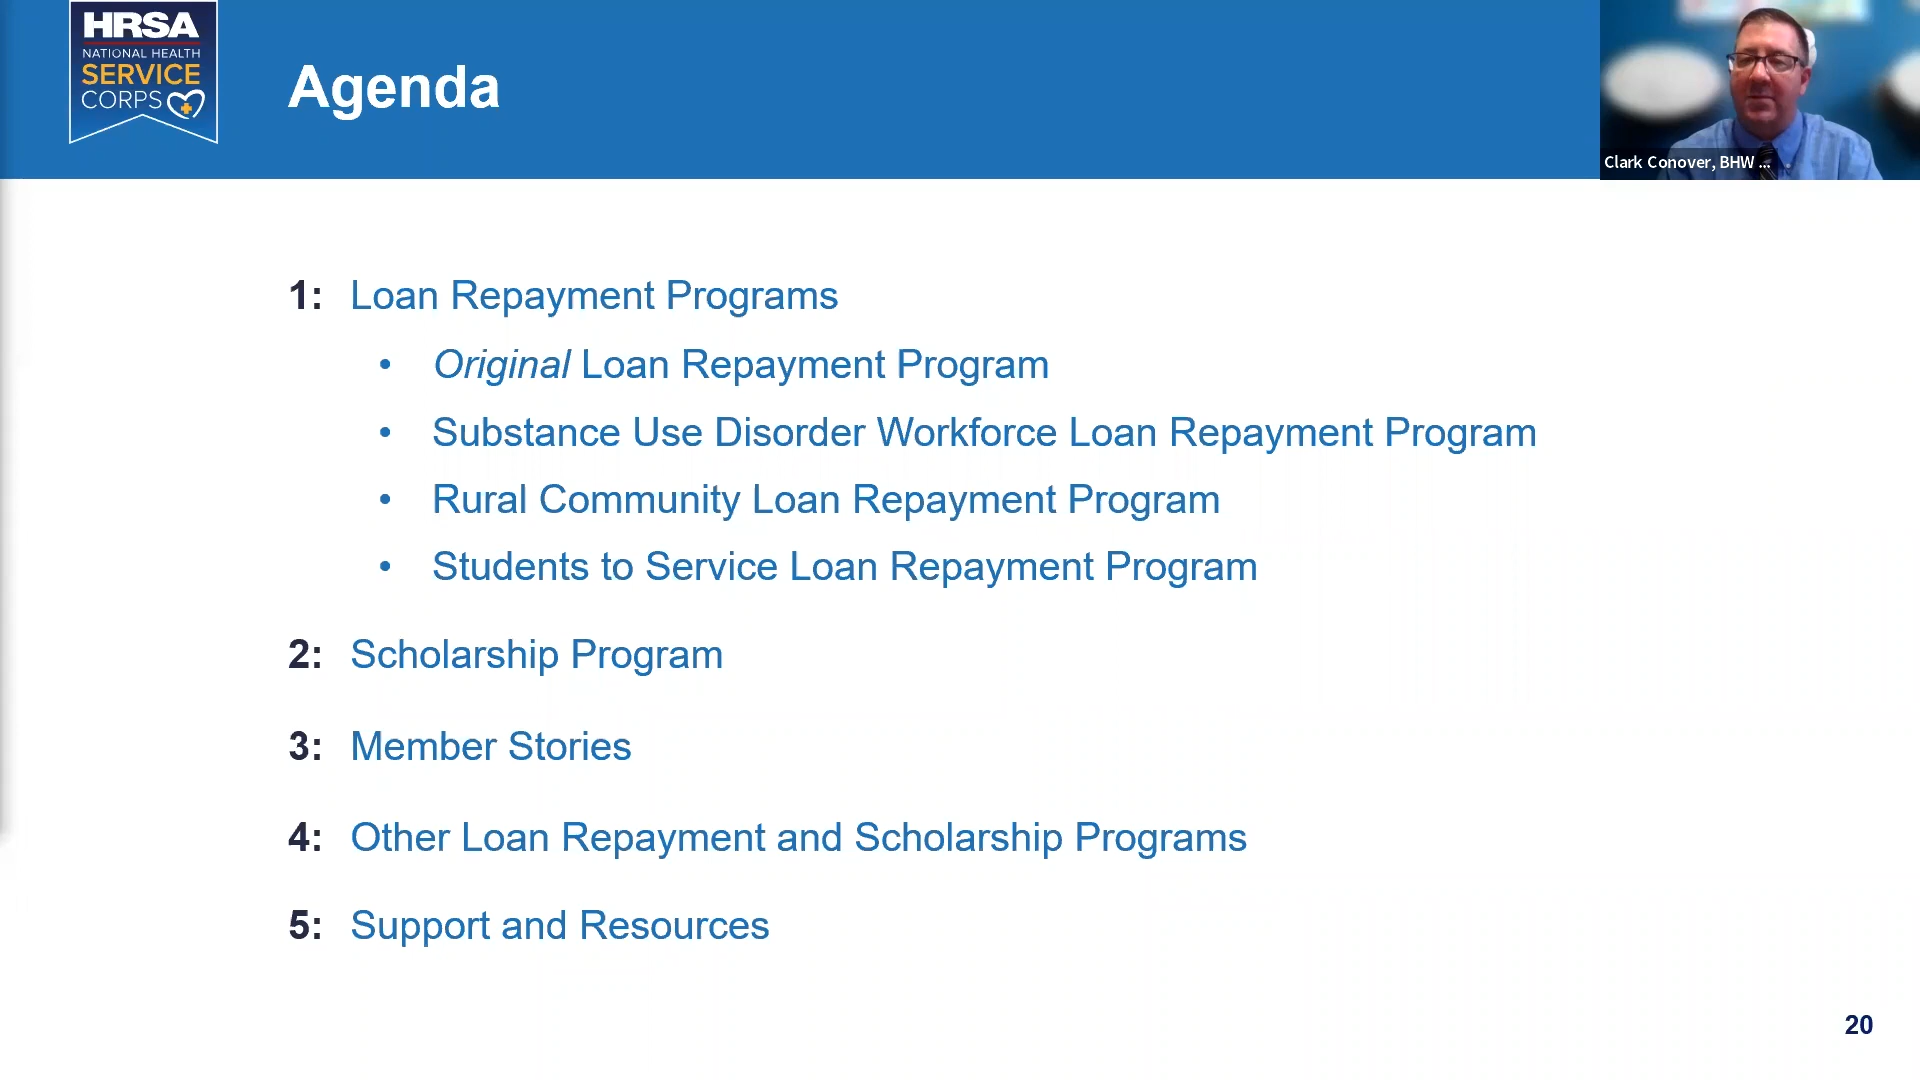 HRSA
NATIONAL HEALTH
SERVICE
CORPS
Agenda
Clark Conover, BHW ...
1: Loan Repayment Programs
• Original Loan Repayment Program
• Substance Use Disorder Workforce Loan Repayment Program
• Rural Community Loan Repayment Program
• Students to Service Loan Repayment Program
2: Scholarship Program
3: Member Stories
4: Other Loan Repayment and Scholarship Programs
5: Support and Resources
20